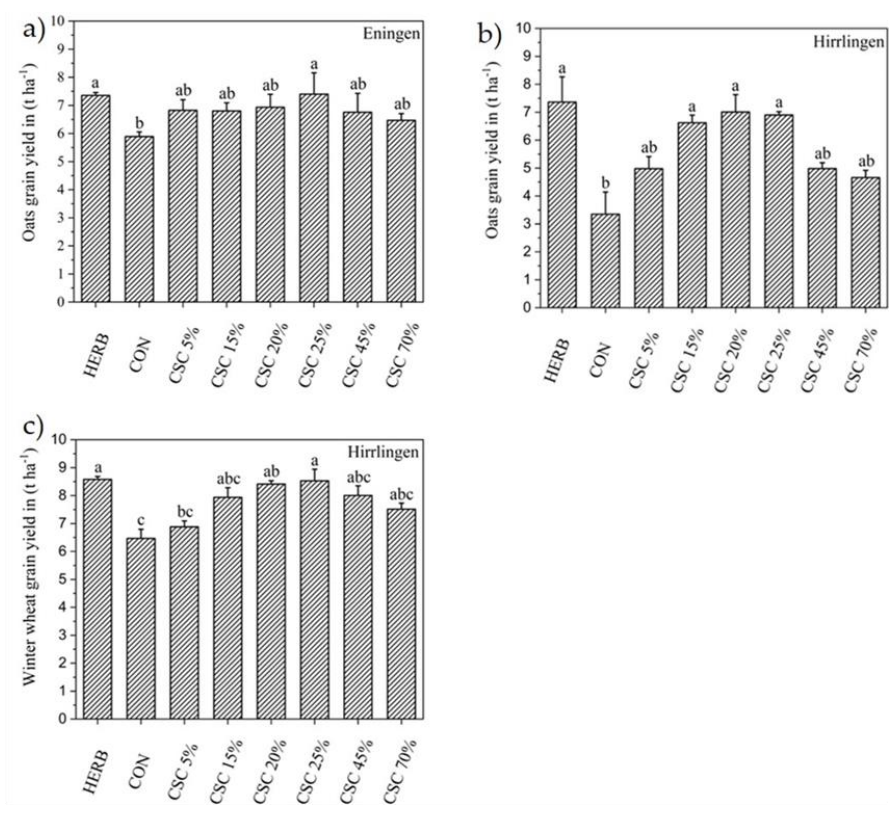 a)
Eningen
Oats grain yield in (t ha⁻¹)
10
9
8
7
6
5
4
3
2
1
0
a
b
ab
ab
ab
a
ab
ab
HERB
CON
CSC 5%
CSC 15%
CSC 20%
CSC 25%
CSC 45%
CSC 70%
b)
Hirrlingen
Oats grain yield in (t ha⁻¹)
10
9
8
7
6
5
4
3
2
1
0
a
b
ab
a
a
a
ab
ab
HERB
CON
CSC 5%
CSC 15%
CSC 20%
CSC 25%
CSC 45%
CSC 70%
c)
Hirrlingen
Winter wheat grain yield in (t ha⁻¹)
10
9
8
7
6
5
4
3
2
1
0
a
c
bc
abc
ab
a
abc
abc
HERB
CON
CSC 5%
CSC 15%
CSC 20%
CSC 25%
CSC 45%
CSC 70%